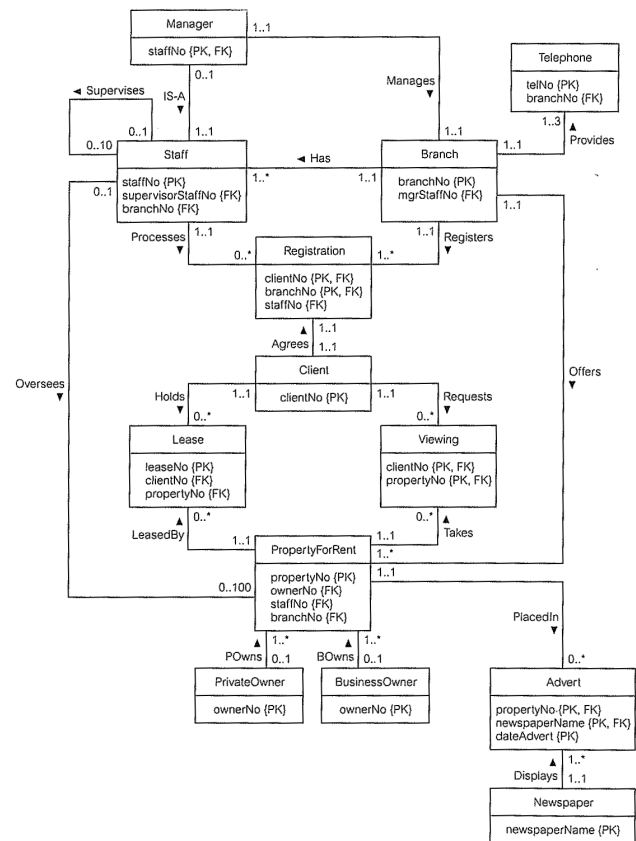 Manager
1..1
staffNo {PK, FK}
0..1
Manages
Telephone
telNo {PK}
branchNo {FK}
◄ Supervises
IS-A
1..3
0..1
1..1
1..1
1..1
Provides
0..10
Staff
◄ Has
Branch
0..1
staffNo {PK}
supervisorStaffNo {FK}
branchNo {FK}
1..*
1..1
branchNo {PK}
mgrStaffNo {FK}
1..1
Processes
1..1
1..1
Registers
0..*
Registration
1..*
clientNo {PK, FK}
branchNo {PK, FK}
staffNo {FK}
1..1
Agrees
1..1
Oversees
Client
Offers
Holds
1..1
clientNo {PK}
1..1
Requests
0..*
0..*
Lease
Viewing
leaseNo {PK}
clientNo {FK}
propertyNo {FK}
clientNo {PK, FK}
propertyNo {PK, FK}
0..*
0..*
LeasedBy
1..1
1..1
Takes
PropertyForRent
1..*
1..1
0..100
propertyNo {PK}
ownerNo {FK}
staffNo {FK}
branchNo {FK}
PlacedIn
1..*
1..*
POwns
0..1
BOwns
0..1
0..*
PrivateOwner
BusinessOwner
Advert
ownerNo {PK}
ownerNo {PK}
propertyNo {PK, FK}
newspaperName {PK, FK}
dateAdvert {PK}
1..*
Displays
1..1
Newspaper
newspaperName {PK}